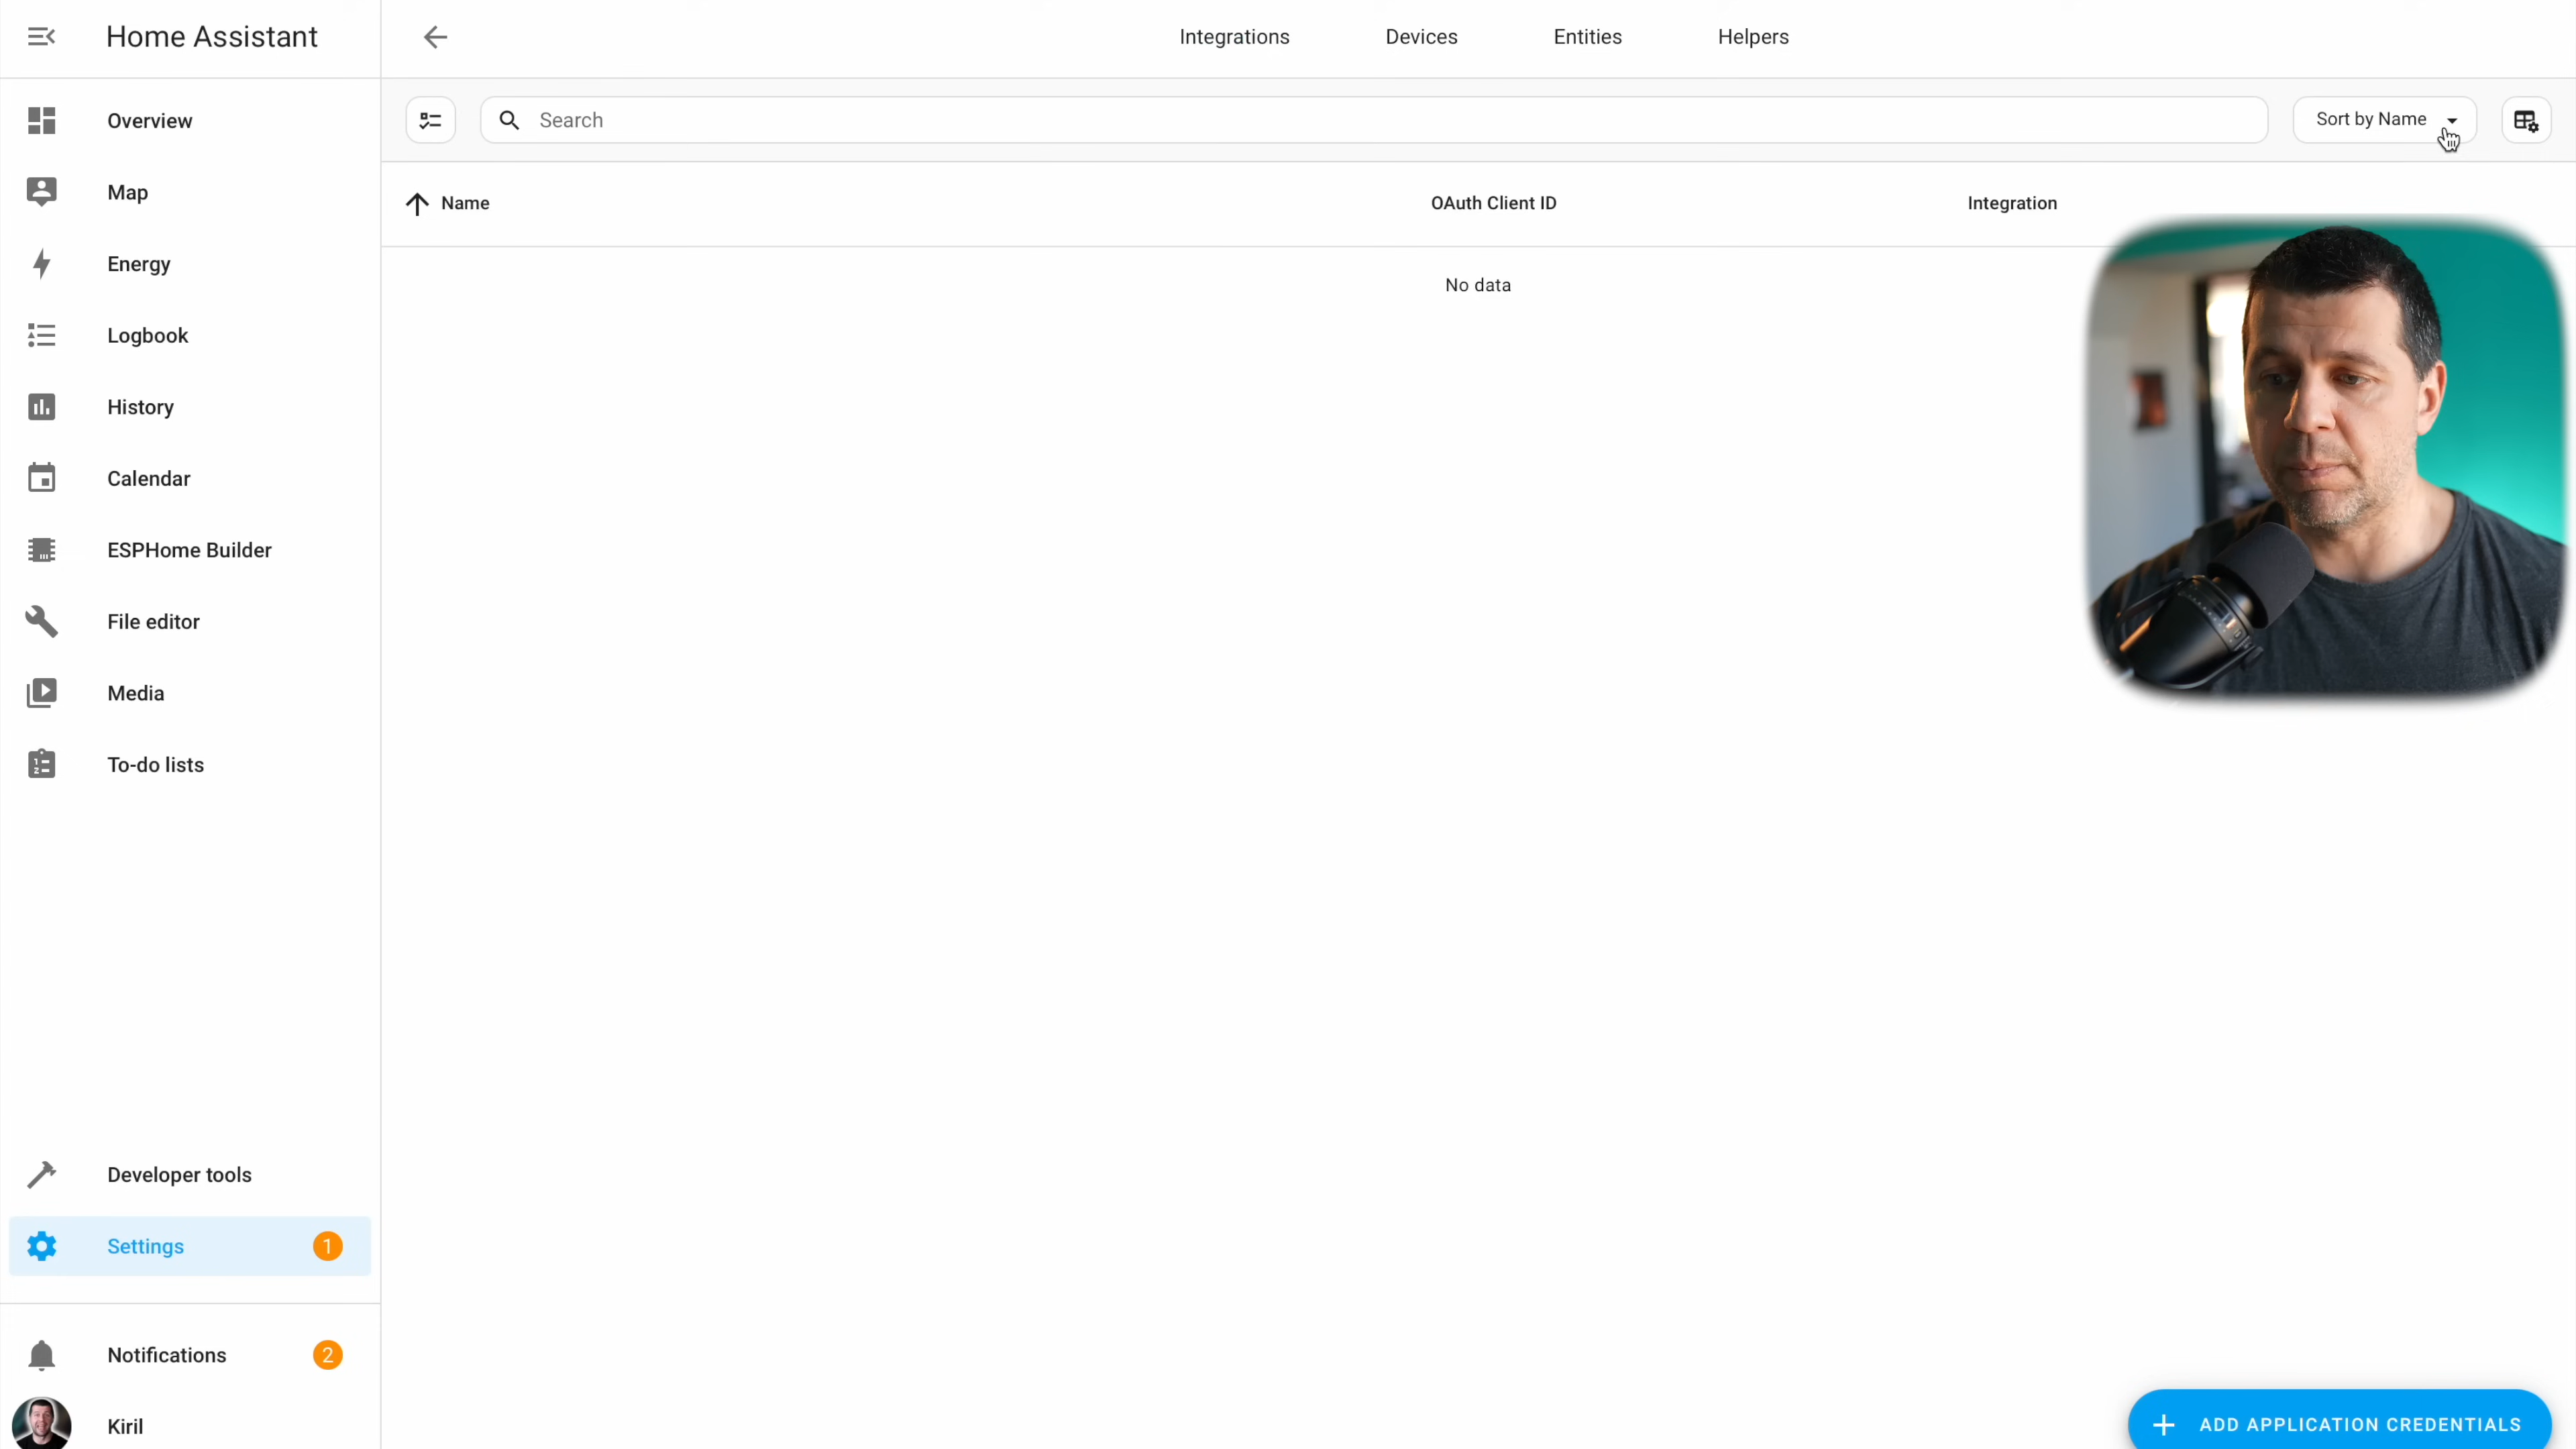 Home Assistant
Integrations
Devices
Entities
Helpers
Search
Sort by Name
Name
OAuth Client ID
Integration
No data
Overview
Map
Energy
Logbook
History
Calendar
ESPHome Builder
File editor
Media
To-do lists
Developer tools
Settings 1
Notifications 2
Kiril
ADD APPLICATION CREDENTIALS